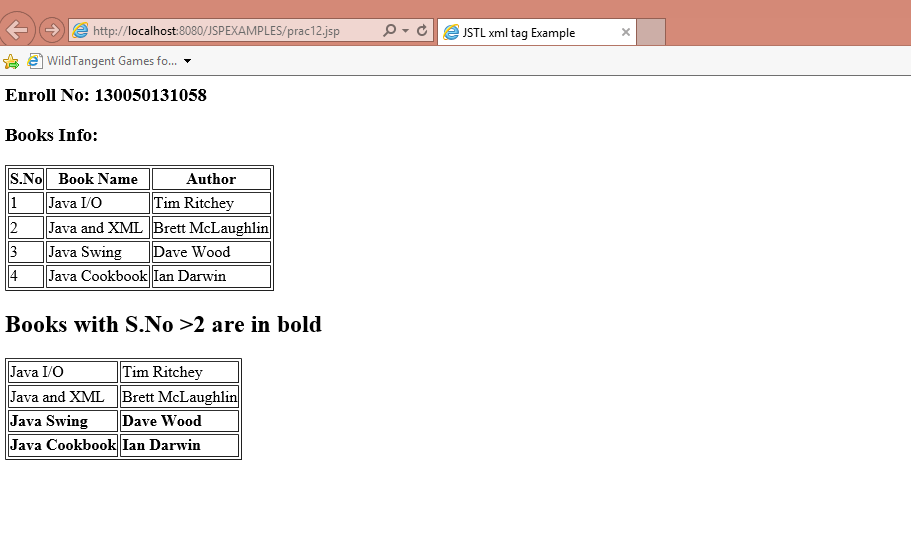 http://localhost:8080/JSPEXAMPLES/prac12.jsp
JSTL xml tag Example
WildTangent Games fo...
Enroll No: 130050131058
Books Info:
S.No Book Name Author
1 Java I/O Tim Ritchey
2 Java and XML Brett McLaughlin
3 Java Swing Dave Wood
4 Java Cookbook Ian Darwin
Books with S.No >2 are in bold
Java I/O Tim Ritchey
Java and XML Brett McLaughlin
Java Swing Dave Wood
Java Cookbook Ian Darwin